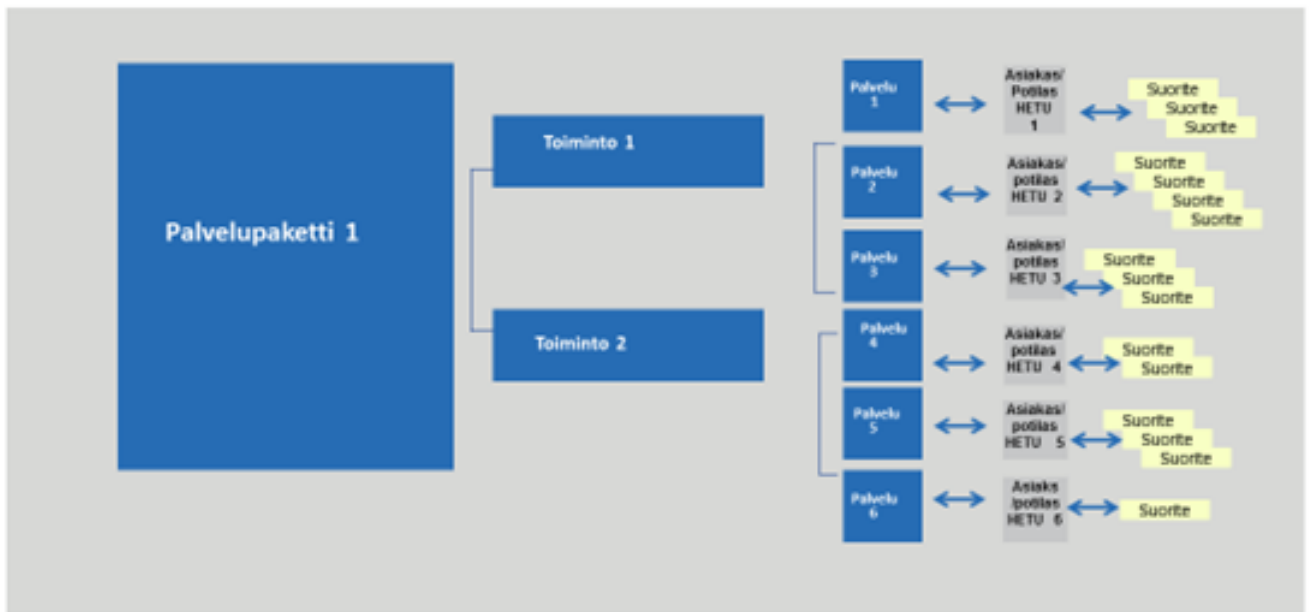 Palvelupaketti 1
Toiminto 1
Toiminto 2
Palvelu
1
Asiakas/
Potilas
HETU
1
Suorite
Suorite
Suorite
Palvelu
2
Asiakas/
potilas
HETU 2
Suorite
Suorite
Suorite
Suorite
Palvelu
3
Asiakas/
potilas
HETU 3
Suorite
Suorite
Suorite
Palvelu
4
Asiakas/
potilas
HETU 4
Suorite
Suorite
Palvelu
5
Asiakas/
potilas
HETU 5
Suorite
Suorite
Suorite
Palvelu
6
Asiaks
/potilas
HETU 6
Suorite